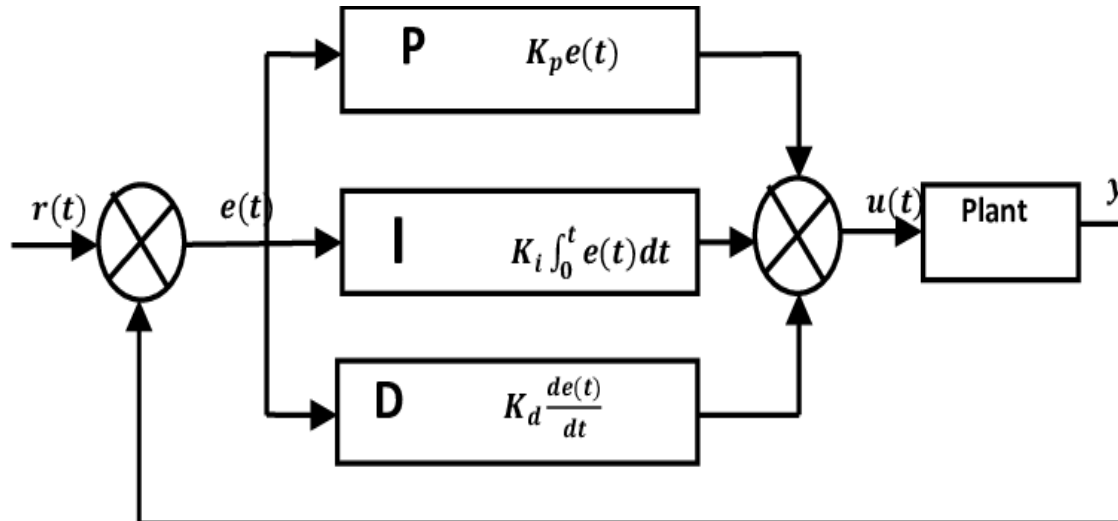 P K_p e(t)
r(t)
e(t)
I K_i ∫_0^t e(t)dt
u(t)
Plant
y
D K_d de(t)/dt